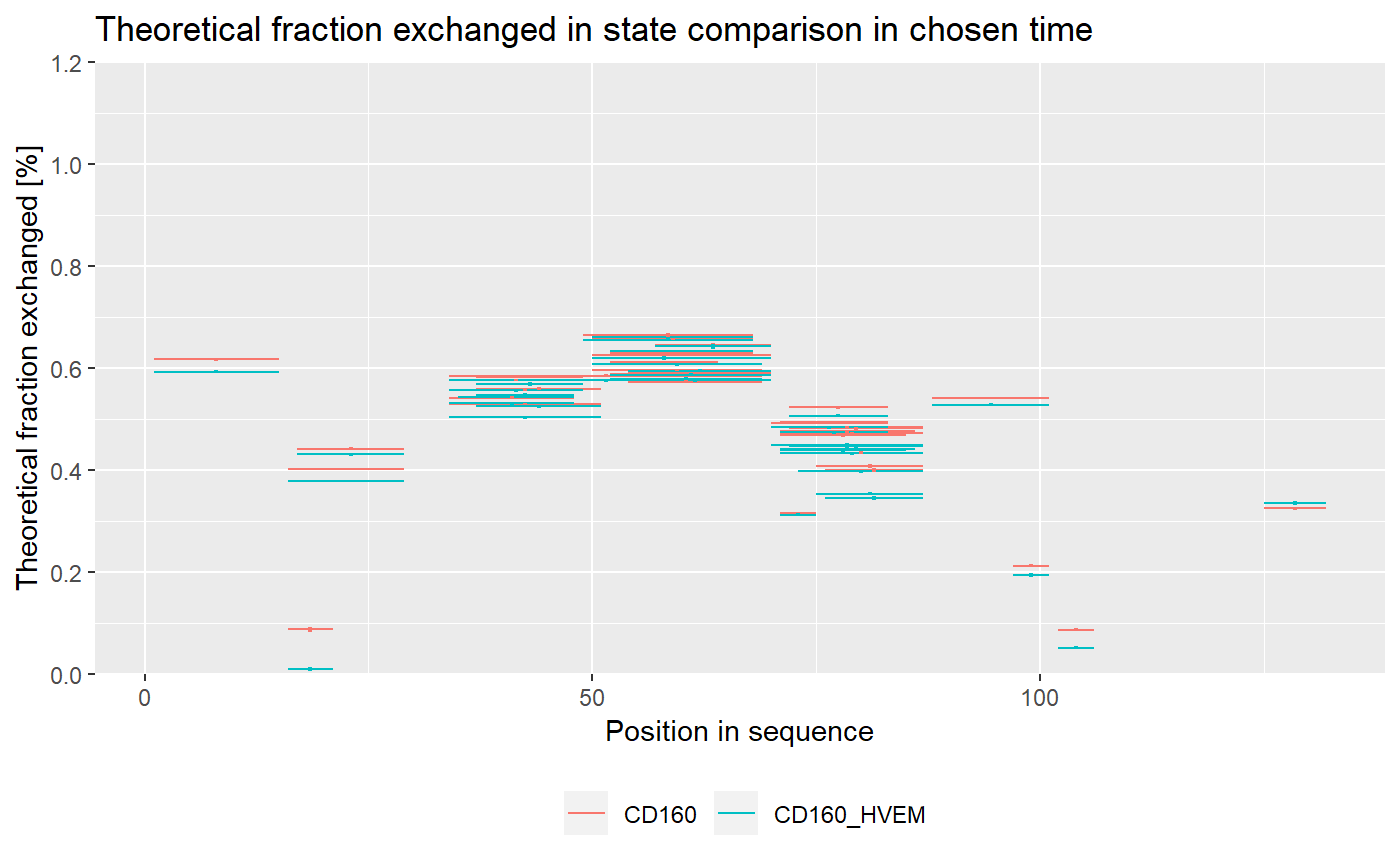 Theoretical fraction exchanged in state comparison in chosen time
Theoretical fraction exchanged [%]
1.2
1.0
0.8
0.6
0.4
0.2
0.0
0
50
100
Position in sequence
CD160
CD160_HVEM